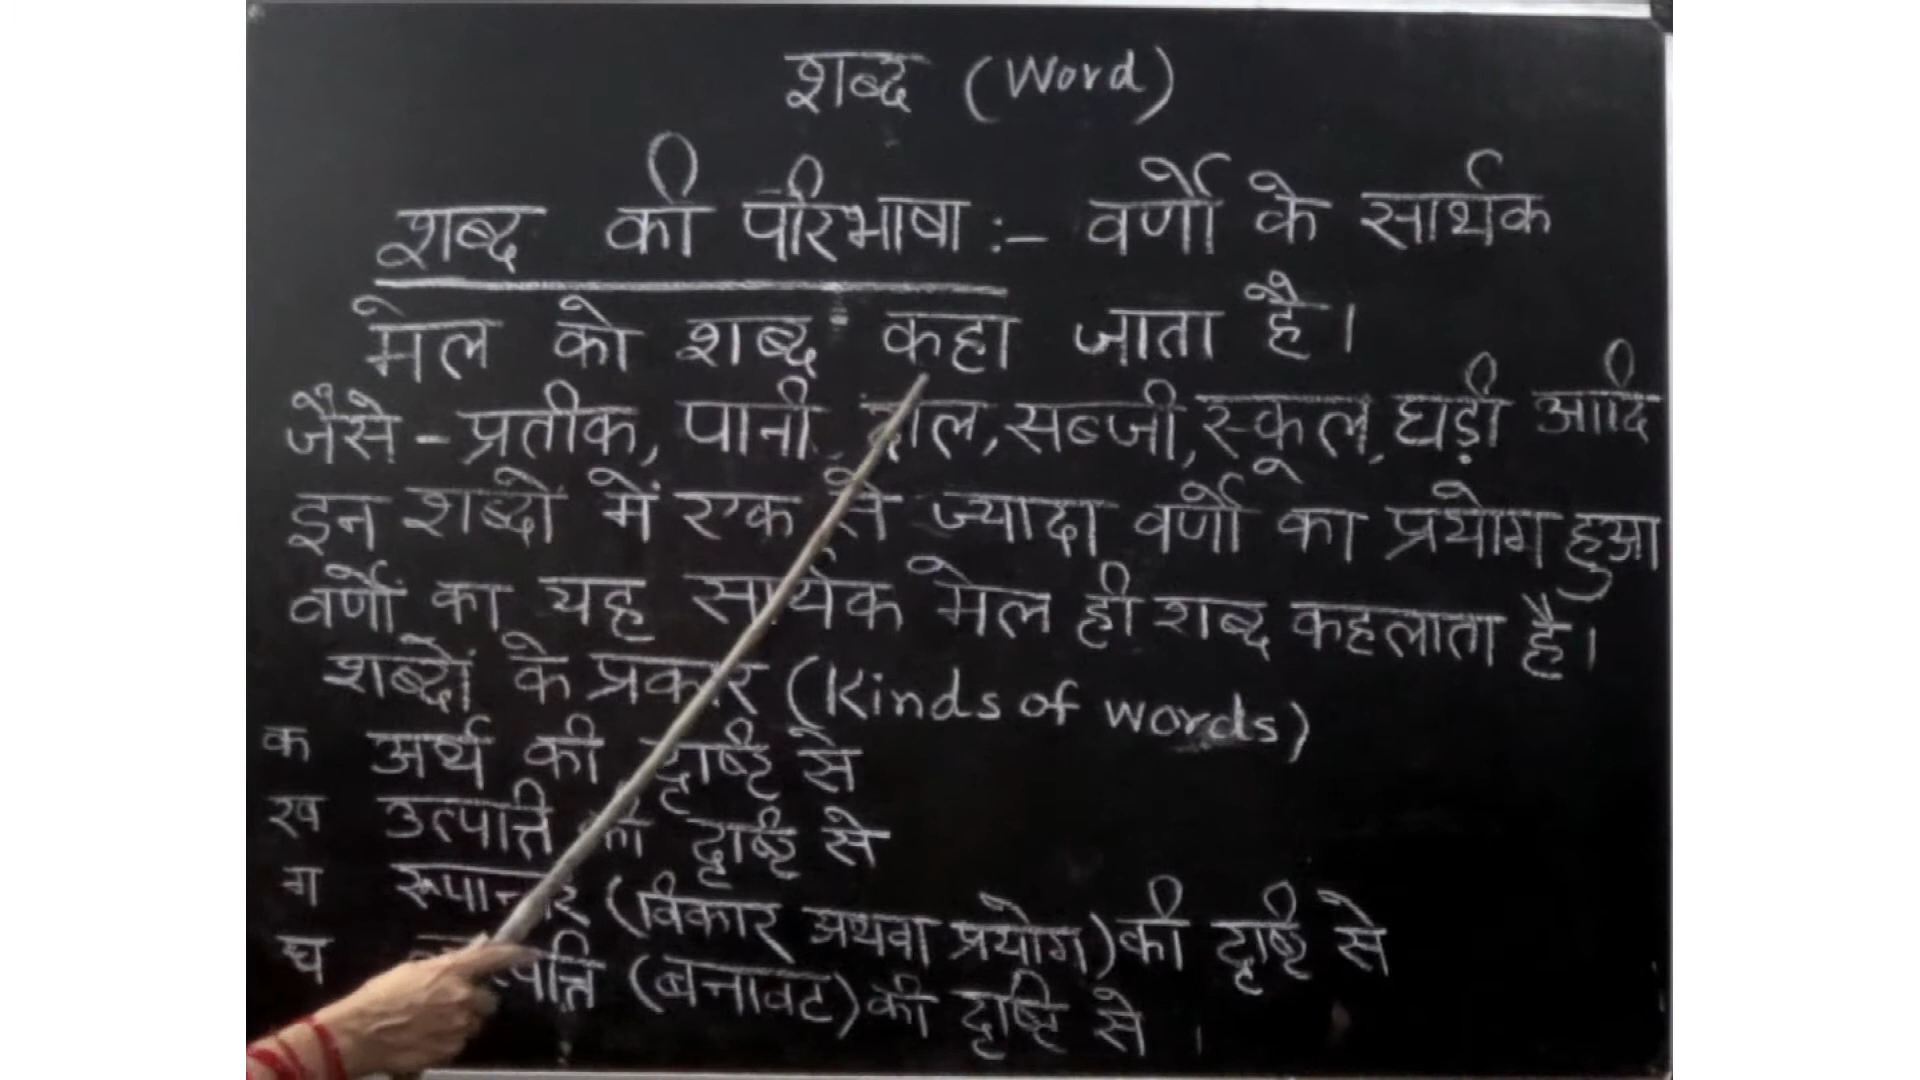 शब्द (Word)
शब्द की परिभाषा :- वर्णों के सार्थक
मेल को शब्द कहा जाता है।
जैसे - प्रतीक, पानी, दाल, सब्जी, स्कूल, घड़ी आदि
इन शब्दों में एक से ज्यादा वर्णों का प्रयोग हुआ
वर्णों का यह सार्थक मेल ही शब्द कहलाता है।
शब्दों के प्रकार (Kinds of words)
क अर्थ की दृष्टि से
ख उत्पत्ति की दृष्टि से
ग रूपान्तर (विकार अथवा प्रयोग) की दृष्टि से
घ (बनावट) की दृष्टि से ।